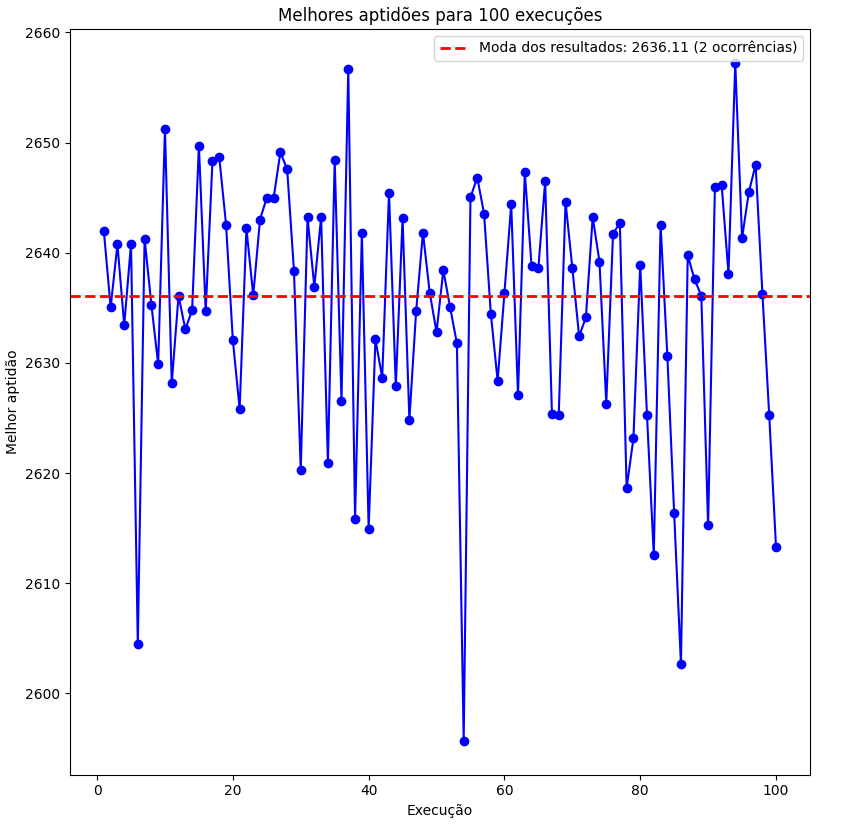 Melhores aptidões para 100 execuções
Moda dos resultados: 2636.11 (2 ocorrências)
2660
2650
2640
2630
2620
2610
2600
Melhor aptidão
0 20 40 60 80 100
Execução